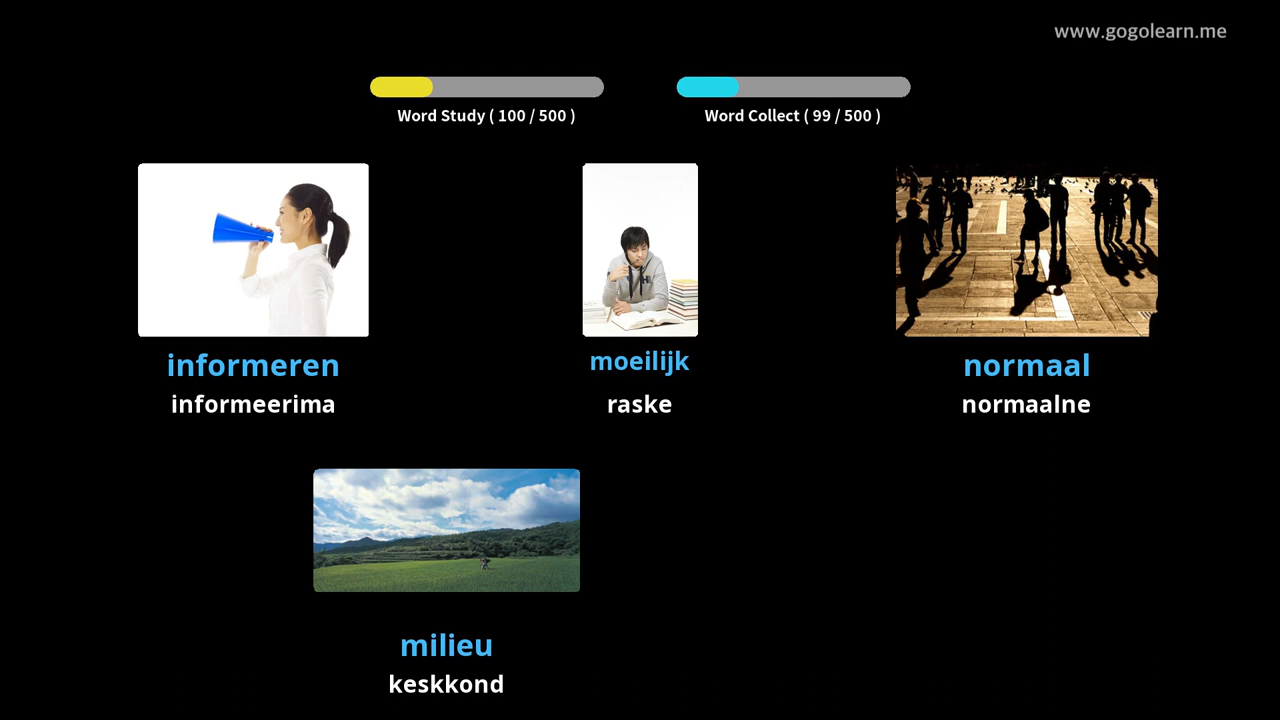 www.gogolearn.me
Word Study ( 100 / 500 )
Word Collect ( 99 / 500 )
informeren
informeerima
moeilijk
raske
normaal
normaalne
milieu
keskkond